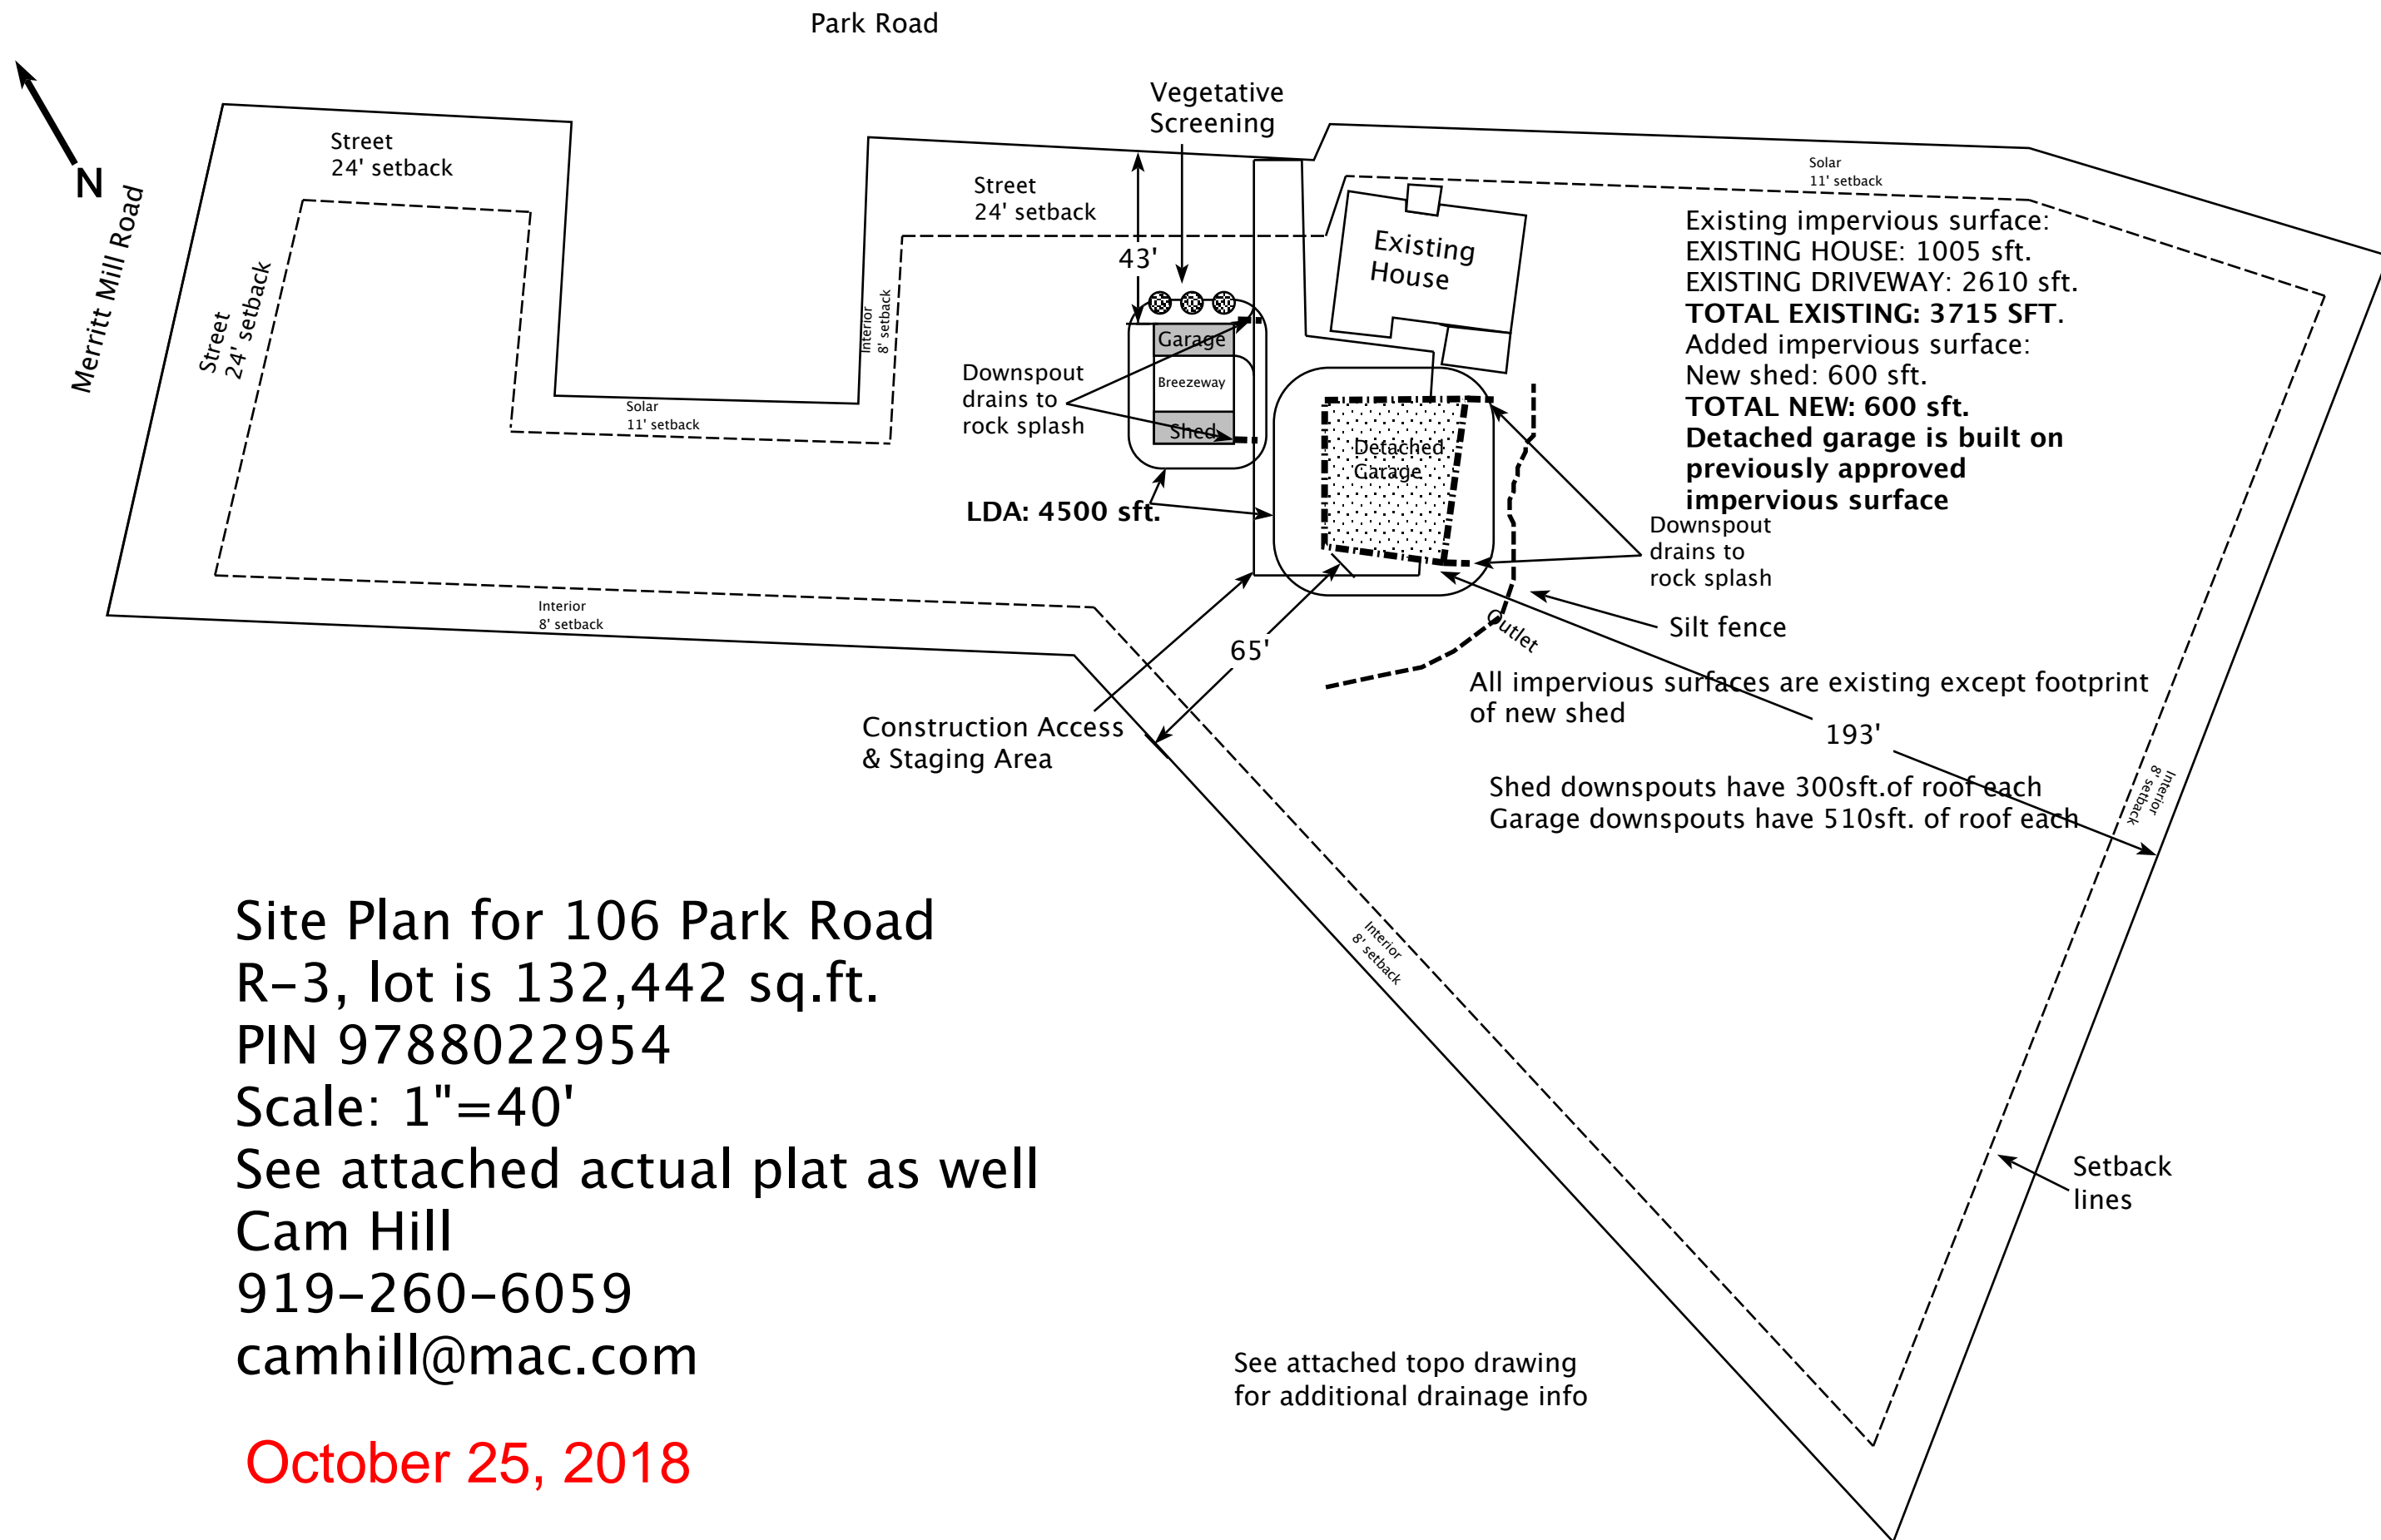 Park Road
Vegetative
Screening
Street
24' setback
N
Merritt Mill Road
Street
24' setback
Solar
11' setback
Street
24' setback
43'
Interior
8' setback
Solar
11' setback
Existing
House
Existing impervious surface:
EXISTING HOUSE: 1005 sft.
EXISTING DRIVEWAY: 2610 sft.
TOTAL EXISTING: 3715 SFT.
Added impervious surface:
New shed: 600 sft.
TOTAL NEW: 600 sft.
Detached garage is built on
previously approved
impervious surface
Garage
Breezeway
Shed
Downspout
drains to
rock splash
Detached
Garage
LDA: 4500 sft.
Downspout
drains to
rock splash
Interior
8' setback
Outlet
Silt fence
65'
All impervious surfaces are existing except footprint
of new shed
193'
Construction Access
& Staging Area
Shed downspouts have 300sft.of roof each
Garage downspouts have 510sft. of roof each
Interior
8' setback
Interior
8' setback
Site Plan for 106 Park Road
R-3, lot is 132,442 sq.ft.
PIN 9788022954
Scale: 1"=40'
See attached actual plat as well
Cam Hill
919-260-6059
camhill@mac.com
October 25, 2018
Setback
lines
See attached topo drawing
for additional drainage info